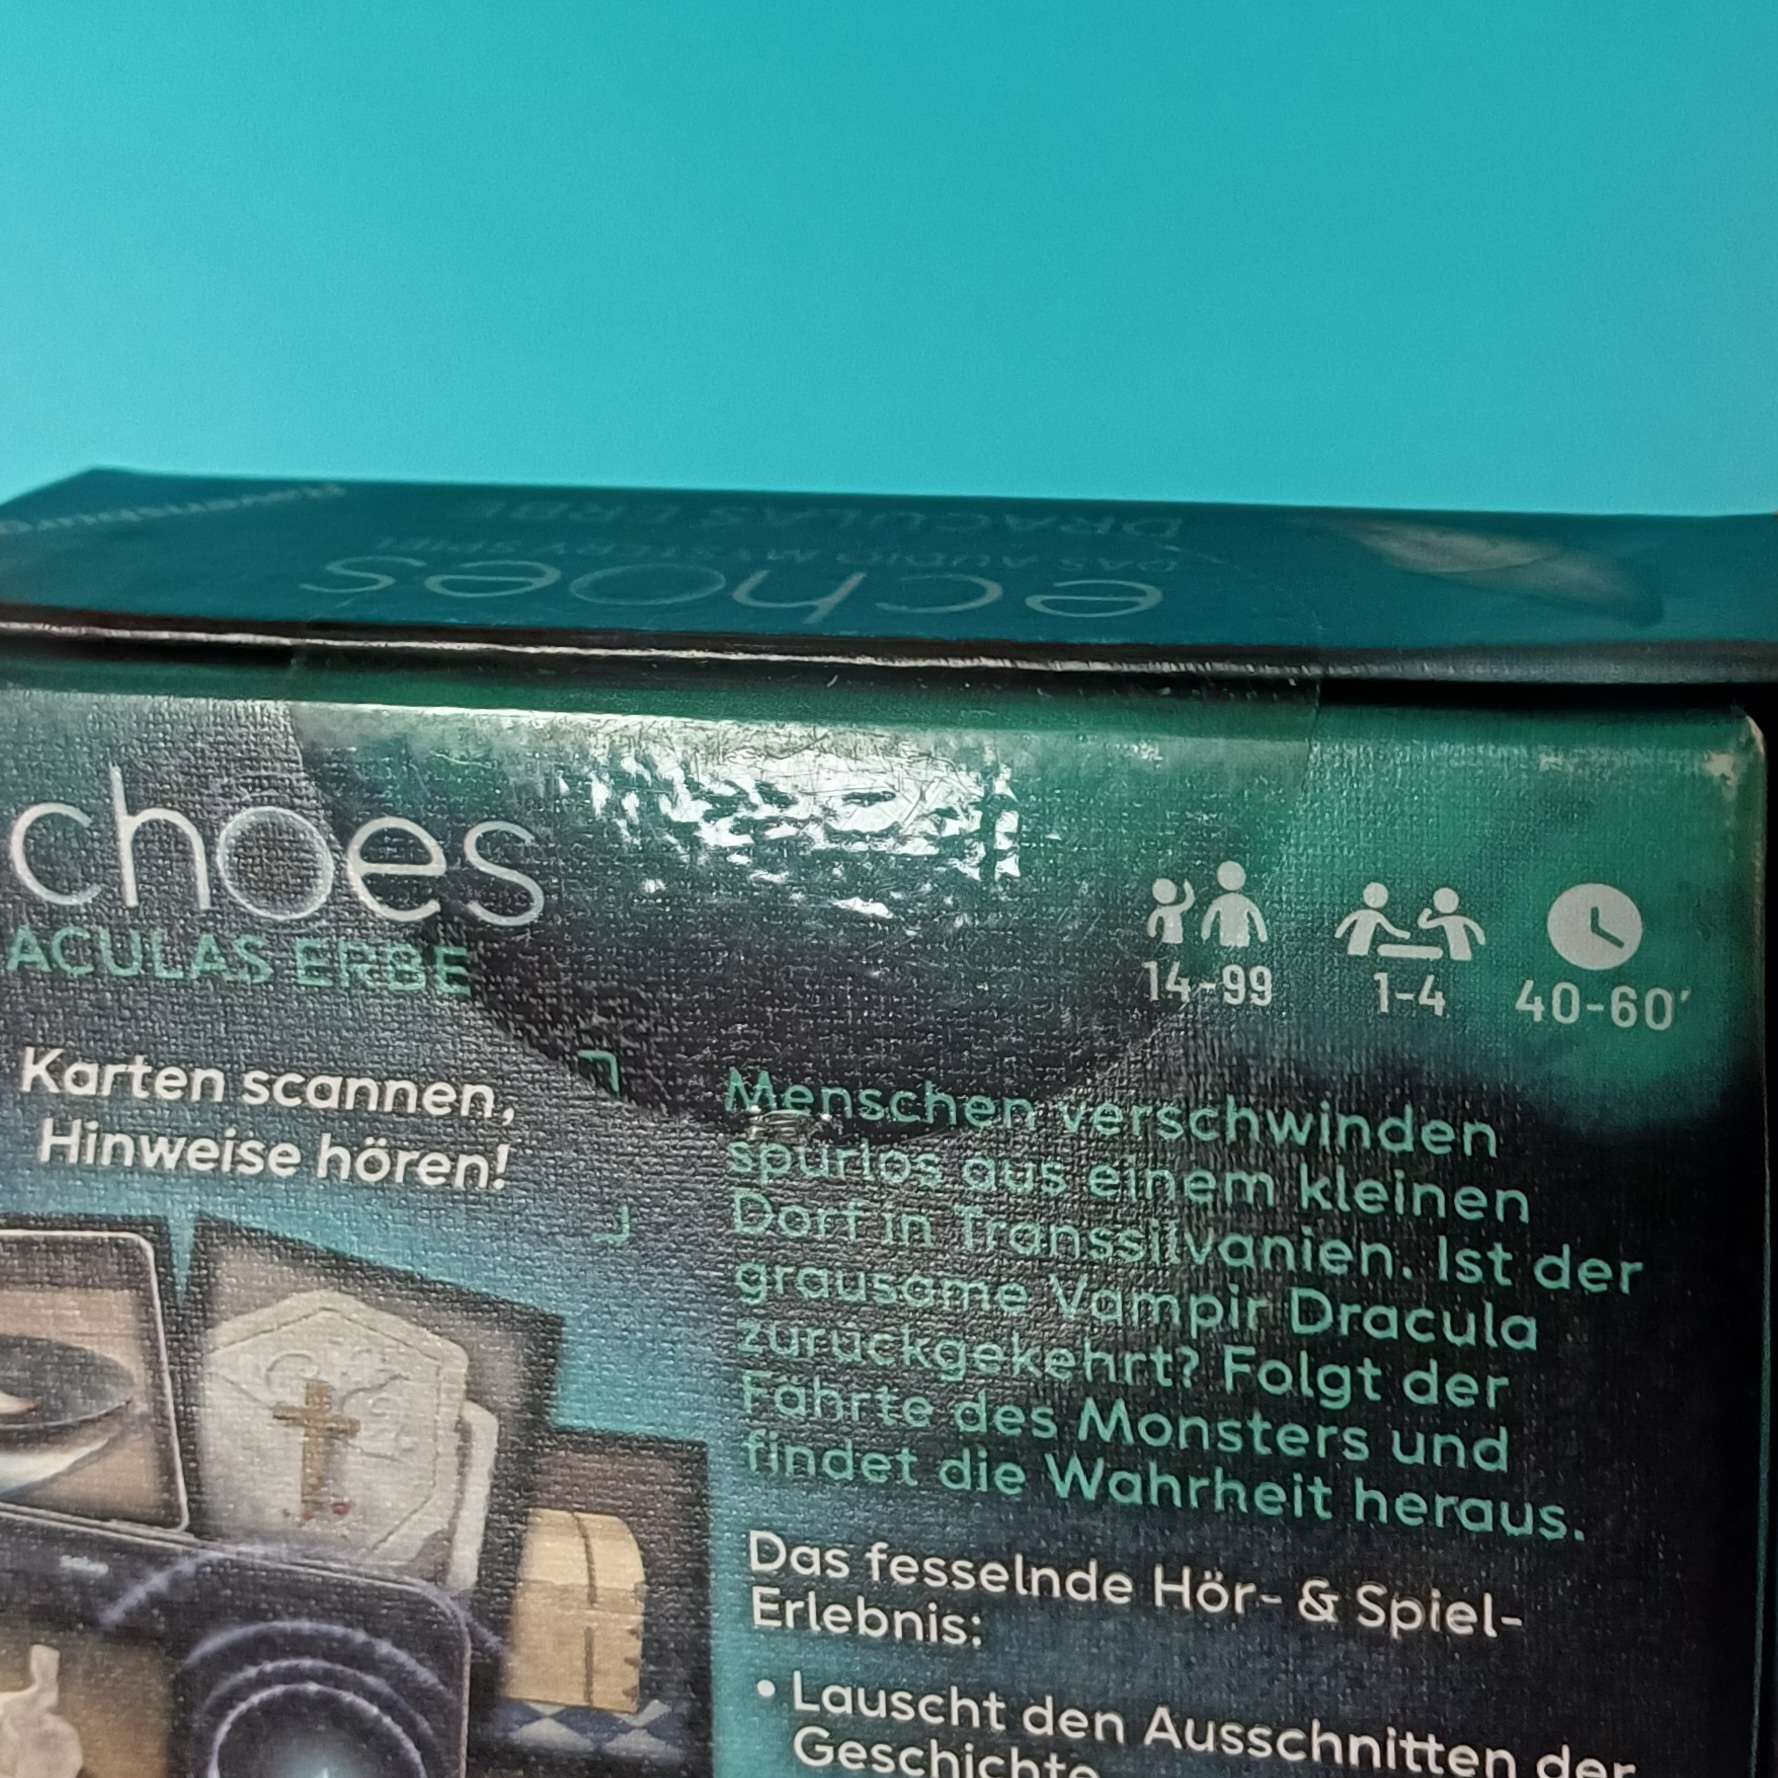 echoes
DAS AUDIO MYSTERY SPIEL
DRACULAS ERBE
Ravensburger
choes
ACULAS ERBE
14-99
1-4
40-60'
Karten scannen,
Hinweise hören!
Menschen verschwinden
spurlos aus einem kleinen
Dorf in Transsilvanien. Ist der
grausame Vampir Dracula
zurückgekehrt? Folgt der
Fährte des Monsters und
findet die Wahrheit heraus.
Das fesselnde Hör- & Spiel-
Erlebnis:
• Lauscht den Ausschnitten der
Geschichte